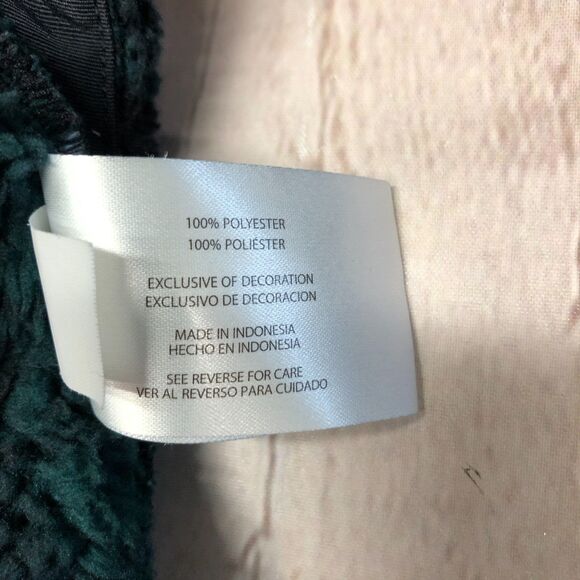 100% POLYESTER
100% POLIÉSTER
EXCLUSIVE OF DECORATION
EXCLUSIVO DE DECORACION
MADE IN INDONESIA
HECHO EN INDONESIA
SEE REVERSE FOR CARE
VER AL REVERSO PARA CUIDADO